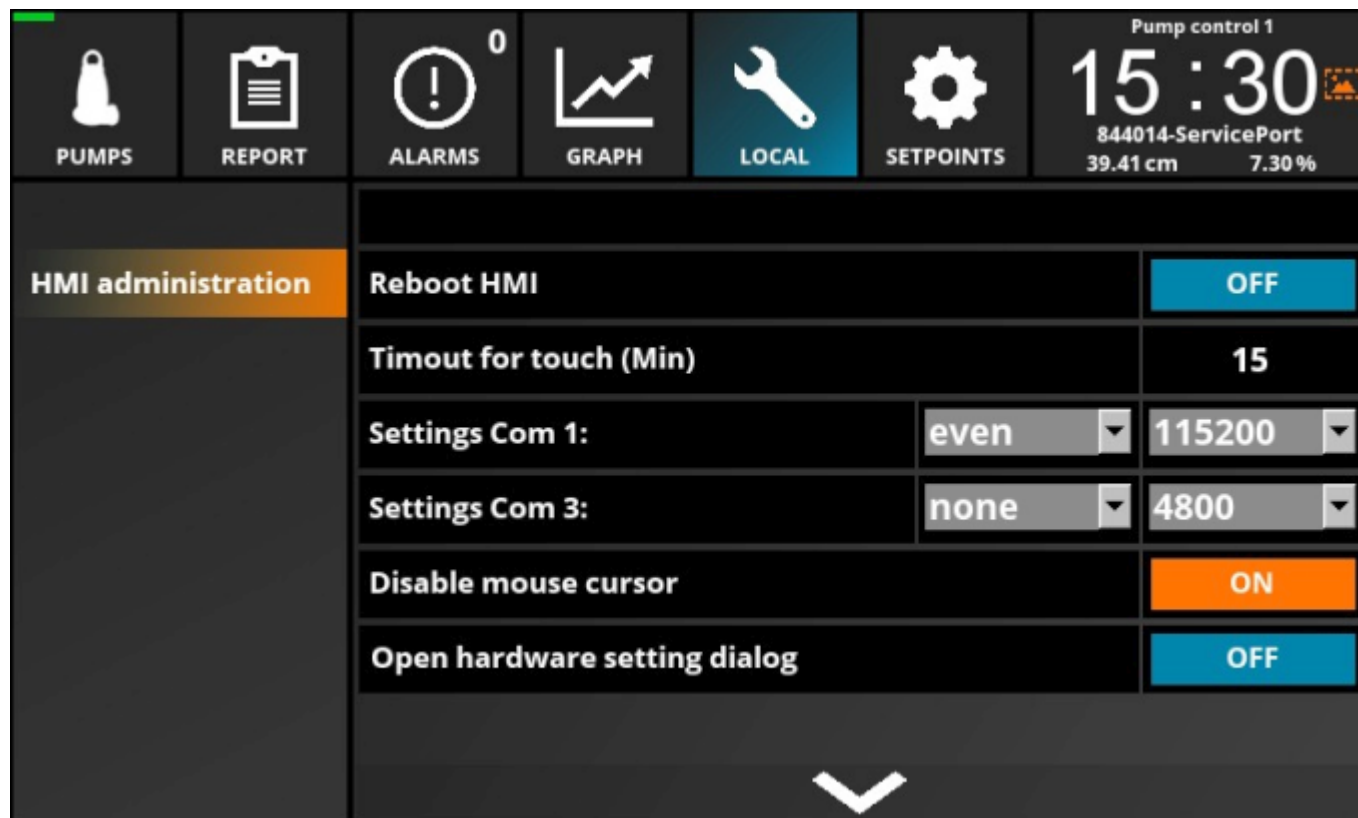 Pump control 1
0
15 : 30
844014-ServicePort
PUMPS REPORT ALARMS GRAPH LOCAL SETPOINTS
39.41 cm 7.30 %
HMI administration
Reboot HMI OFF
Timout for touch (Min) 15
Settings Com 1: even 115200
Settings Com 3: none 4800
Disable mouse cursor ON
Open hardware setting dialog OFF